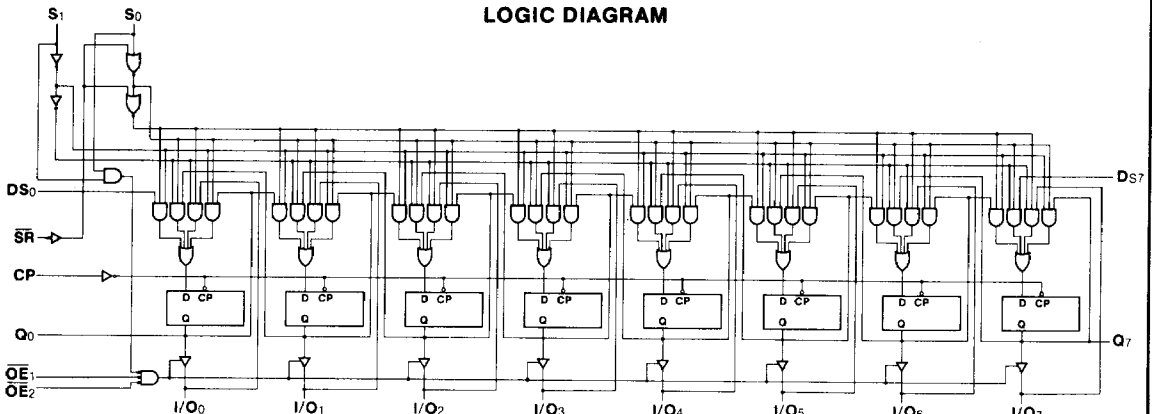 LOGIC DIAGRAM
S1 S0
DS0
DS7
SR
CP
D CP D CP D CP D CP D CP D CP D CP D CP
Q Q Q Q Q Q Q Q
Q0
Q7
OE1
OE2
I/O0 I/O1 I/O2 I/O3 I/O4 I/O5 I/O6 I/O7